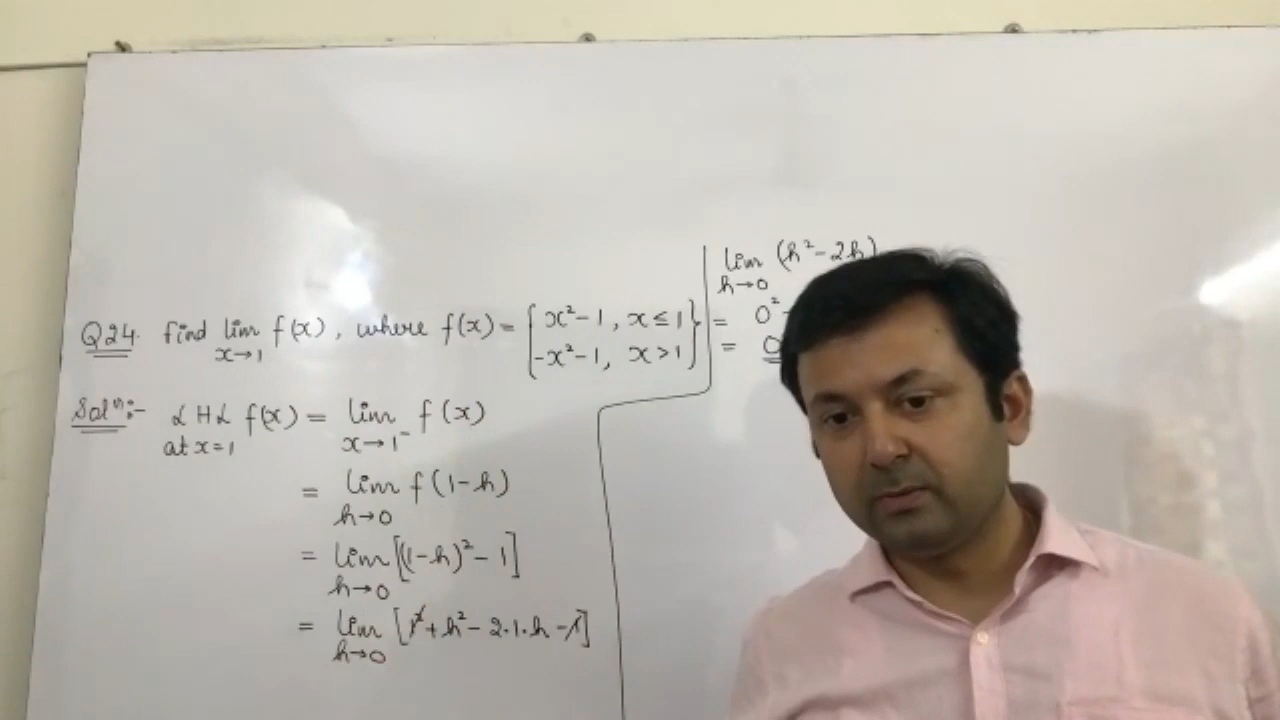 Q24. Find lim f(x), where f(x) = { x²-1, x ≤ 1
x→1 -x²-1, x > 1 }
Solⁿ:- LHL f(x) = lim f(x)
at x=1 x→1⁻
= lim f(1-h)
h→0
= lim [(1-h)² - 1]
h→0
= lim [1² + h² - 2·1·h - 1]
h→0
lim (h² - 2h)
h→0
= 0² -
= 0